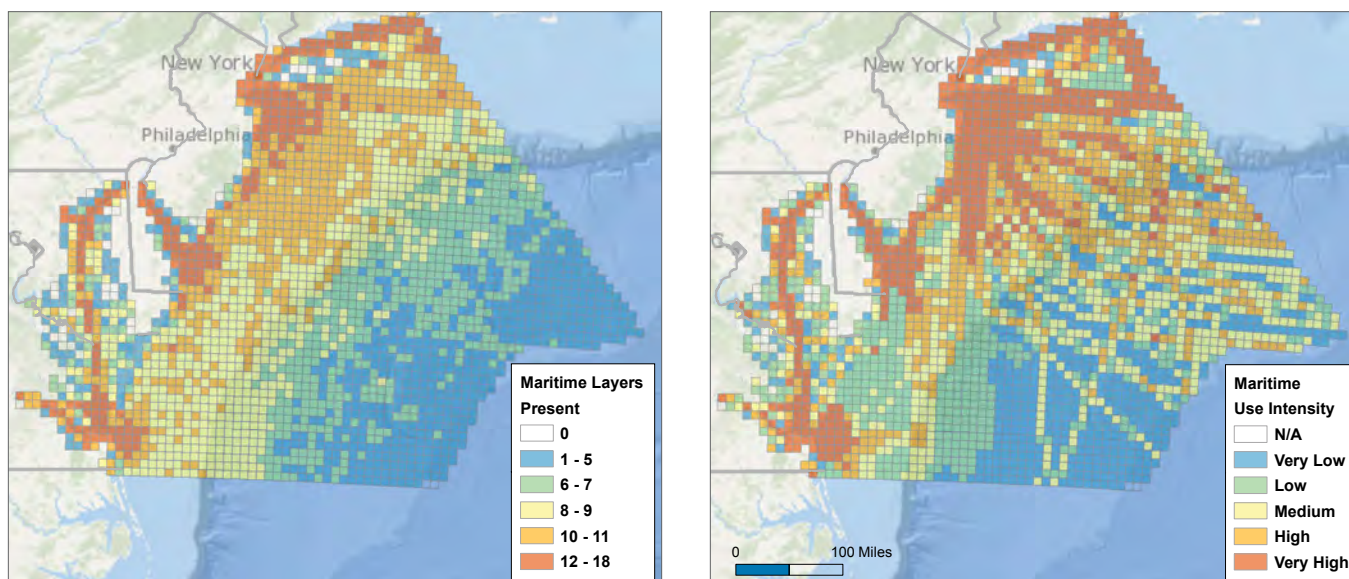 New York
Philadelphia
Maritime Layers
Present
0
1 - 5
6 - 7
8 - 9
10 - 11
12 - 18
New York
Philadelphia
0
100 Miles
Maritime
Use Intensity
N/A
Very Low
Low
Medium
High
Very High